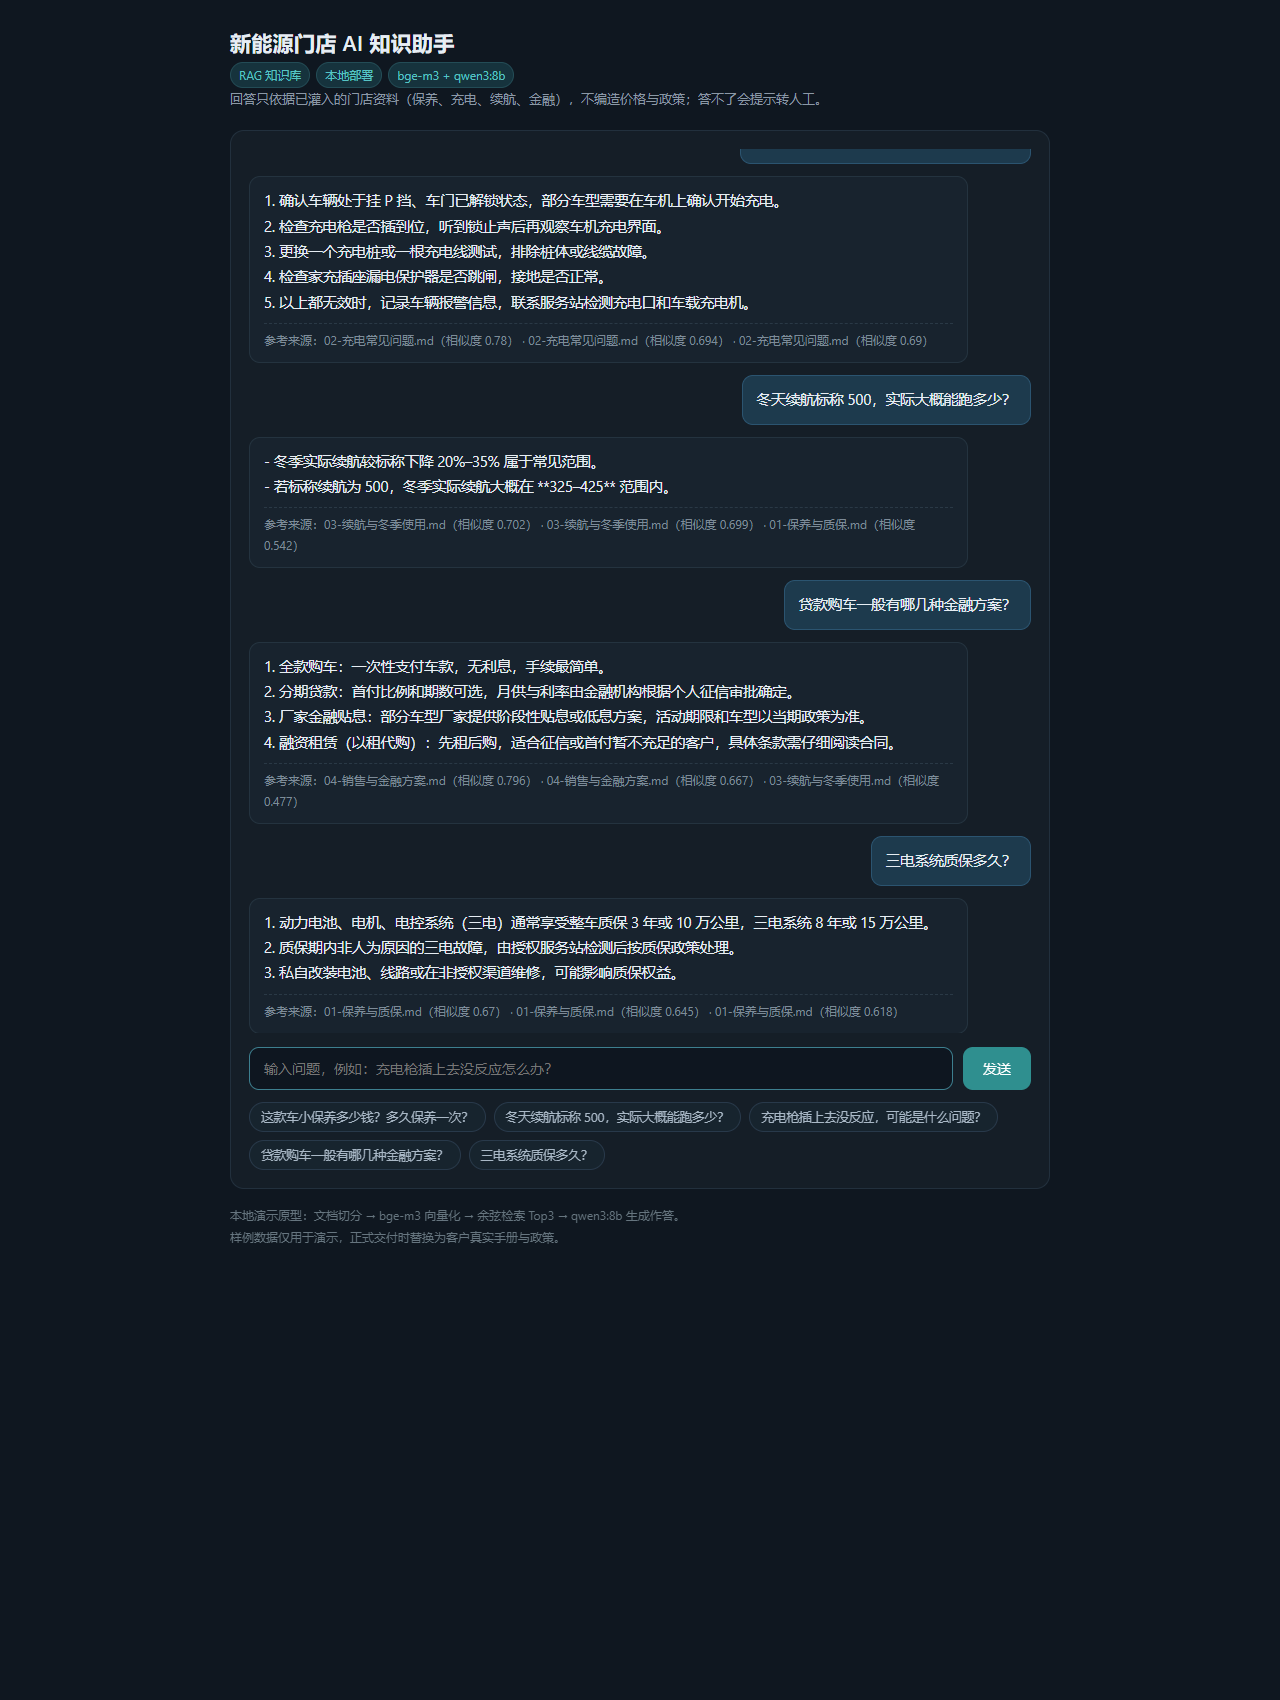 新能源门店 AI 知识助手
RAG 知识库 本地部署 bge-m3 + qwen3:8b
回答只依据已灌入的门店资料（保养、充电、续航、金融），不编造价格与政策；答不了会提示转人工。
1. 确认车辆处于挂 P 挡、车门已解锁状态，部分车型需要在车机上确认开始充电。
2. 检查充电枪是否插到位，听到锁止声后再观察车机充电界面。
3. 更换一个充电桩或一根充电线测试，排除桩体或线缆故障。
4. 检查家充插座漏电保护器是否跳闸，接地是否正常。
5. 以上都无效时，记录车辆报警信息，联系服务站检测充电口和车载充电机。
参考来源：02-充电常见问题.md（相似度 0.78） · 02-充电常见问题.md（相似度 0.694） · 02-充电常见问题.md（相似度 0.69）
冬天续航标称 500，实际大概能跑多少？
- 冬季实际续航较标称下降 20%–35% 属于常见范围。
- 若标称续航为 500，冬季实际续航大概在 **325–425** 范围内。
参考来源：03-续航与冬季使用.md（相似度 0.702） · 03-续航与冬季使用.md（相似度 0.699） · 01-保养与质保.md（相似度
0.542）
贷款购车一般有哪几种金融方案？
1. 全款购车：一次性支付车款，无利息，手续最简单。
2. 分期贷款：首付比例和期数可选，月供与利率由金融机构根据个人征信审批确定。
3. 厂家金融贴息：部分车型厂家提供阶段性贴息或低息方案，活动期限和车型以当期政策为准。
4. 融资租赁（以租代购）：先租后购，适合征信或首付暂不充足的客户，具体条款需仔细阅读合同。
参考来源：04-销售与金融方案.md（相似度 0.796） · 04-销售与金融方案.md（相似度 0.667） · 03-续航与冬季使用.md（相似度
0.477）
三电系统质保多久？
1. 动力电池、电机、电控系统（三电）通常享受整车质保 3 年或 10 万公里，三电系统 8 年或 15 万公里。
2. 质保期内非人为原因的三电故障，由授权服务站检测后按质保政策处理。
3. 私自改装电池、线路或在非授权渠道维修，可能影响质保权益。
参考来源：01-保养与质保.md（相似度 0.67） · 01-保养与质保.md（相似度 0.645） · 01-保养与质保.md（相似度 0.618）
输入问题，例如：充电枪插上去没反应怎么办？ 发送
这款车小保养多少钱？多久保养一次？ 冬天续航标称 500，实际大概能跑多少？ 充电枪插上去没反应，可能是什么问题？
贷款购车一般有哪几种金融方案？ 三电系统质保多久？
本地演示原型：文档切分 → bge-m3 向量化 → 余弦检索 Top3 → qwen3:8b 生成作答。
样例数据仅用于演示，正式交付时替换为客户真实手册与政策。